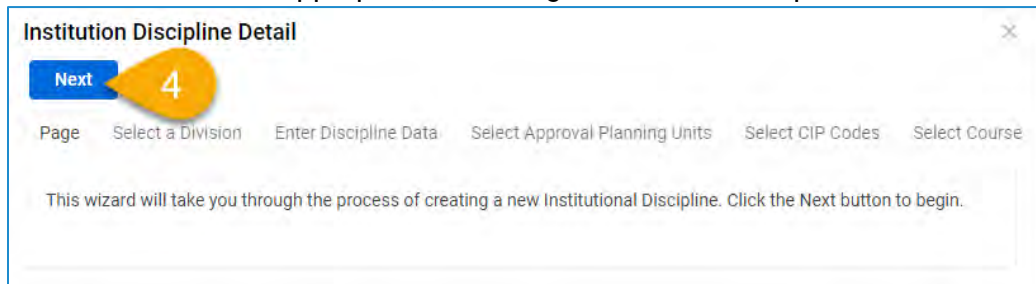 Institution Discipline Detail
Next
4
Page Select a Division Enter Discipline Data Select Approval Planning Units Select CIP Codes Select Course
This wizard will take you through the process of creating a new Institutional Discipline. Click the Next button to begin.